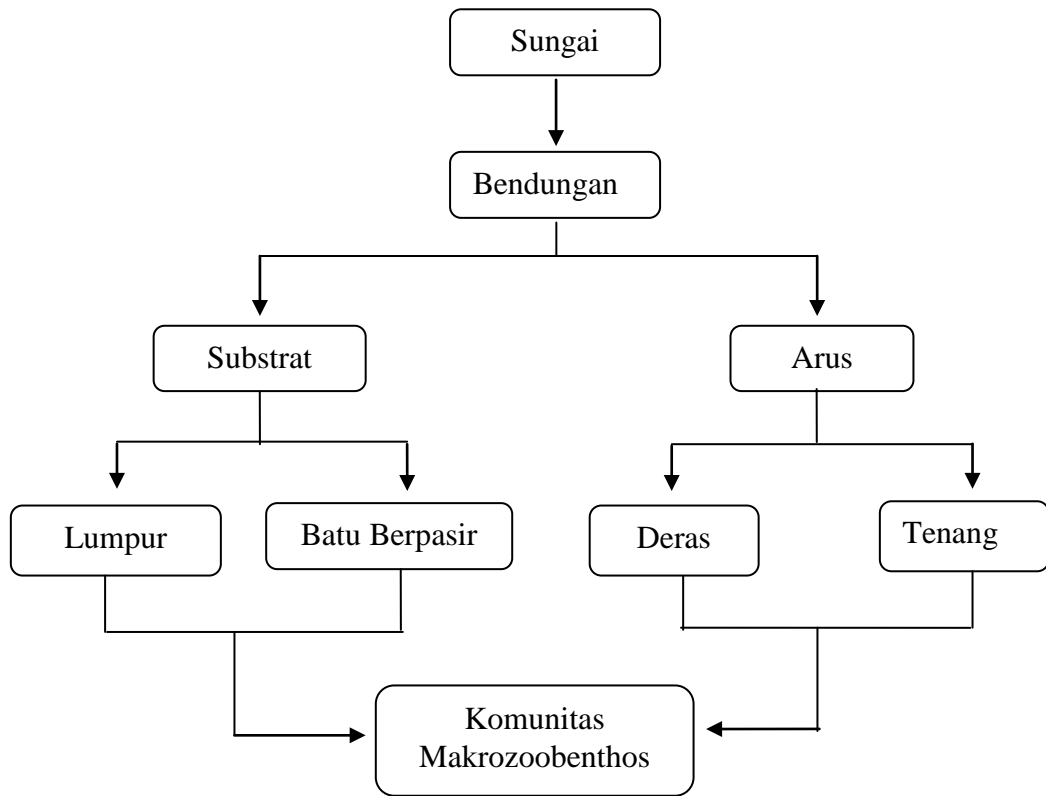 Sungai
Bendungan
Substrat
Arus
Lumpur
Batu Berpasir
Deras
Tenang
Komunitas
Makrozoobenthos